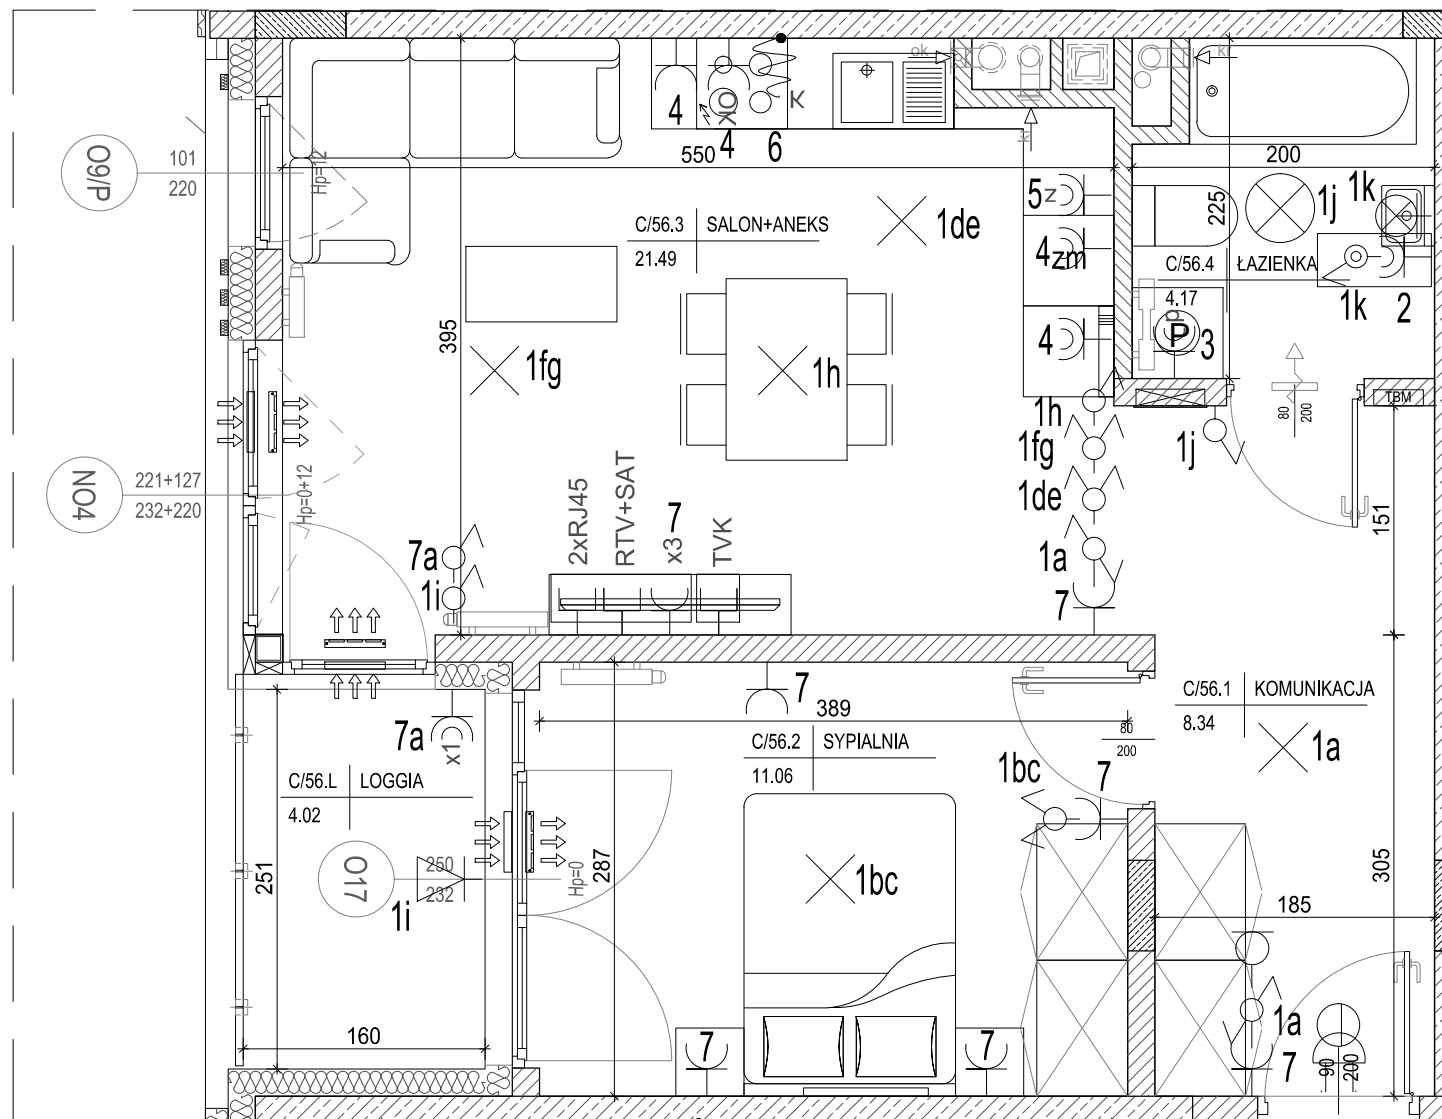 ok
K
OK
4
4
6
kł
O9/P
101
220
Hp=12
550
200
5
z
C/56.3 SALON+ANEKS
21.49
1de
4
zm
225
1j
1k
C/56.4 ŁAZIENKA
4.17
1k
2
395
1fg
1h
4
P
3
80
200
TBM
1h
1fg
1de
1a
7
1j
151
NO4
221+127
232+220
Hp=0+12
7a
1i
2xRJ45
RTV+SAT
x3
7
TVK
7
389
C/56.1 KOMUNIKACJA
8.34
1a
80
200
7a
x1
C/56.2 SYPIALNIA
11.06
1bc
7
C/56.L LOGGIA
4.02
251
O17
250
232
1i
Hp=0
287
1bc
305
185
160
7
7
1a
7
90
200